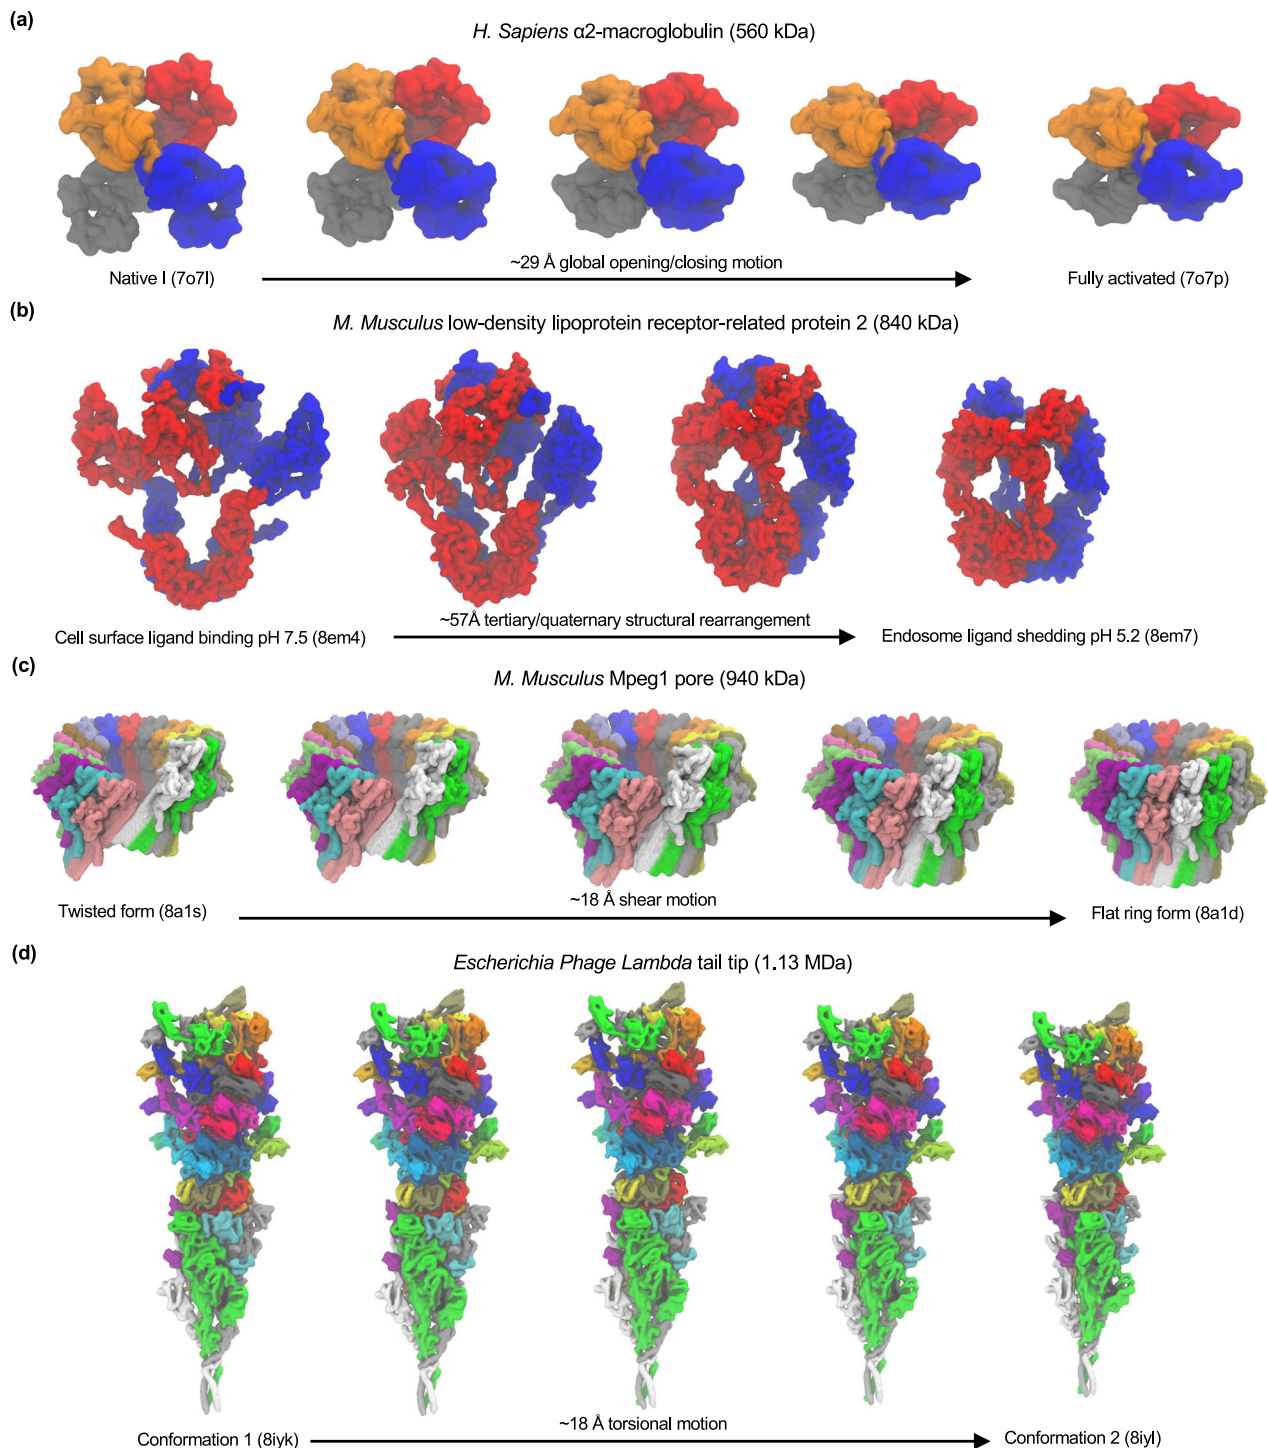 (a)
H. Sapiens α2-macroglobulin (560 kDa)
~29 Å global opening/closing motion
Native I (7o7l)
Fully activated (7o7p)
(b)
M. Musculus low-density lipoprotein receptor-related protein 2 (840 kDa)
~57Å tertiary/quaternary structural rearrangement
Cell surface ligand binding pH 7.5 (8em4)
Endosome ligand shedding pH 5.2 (8em7)
(c)
M. Musculus Mpeg1 pore (940 kDa)
~18 Å shear motion
Twisted form (8a1s)
Flat ring form (8a1d)
(d)
Escherichia Phage Lambda tail tip (1.13 MDa)
~18 Å torsional motion
Conformation 1 (8iyk)
Conformation 2 (8iyl)